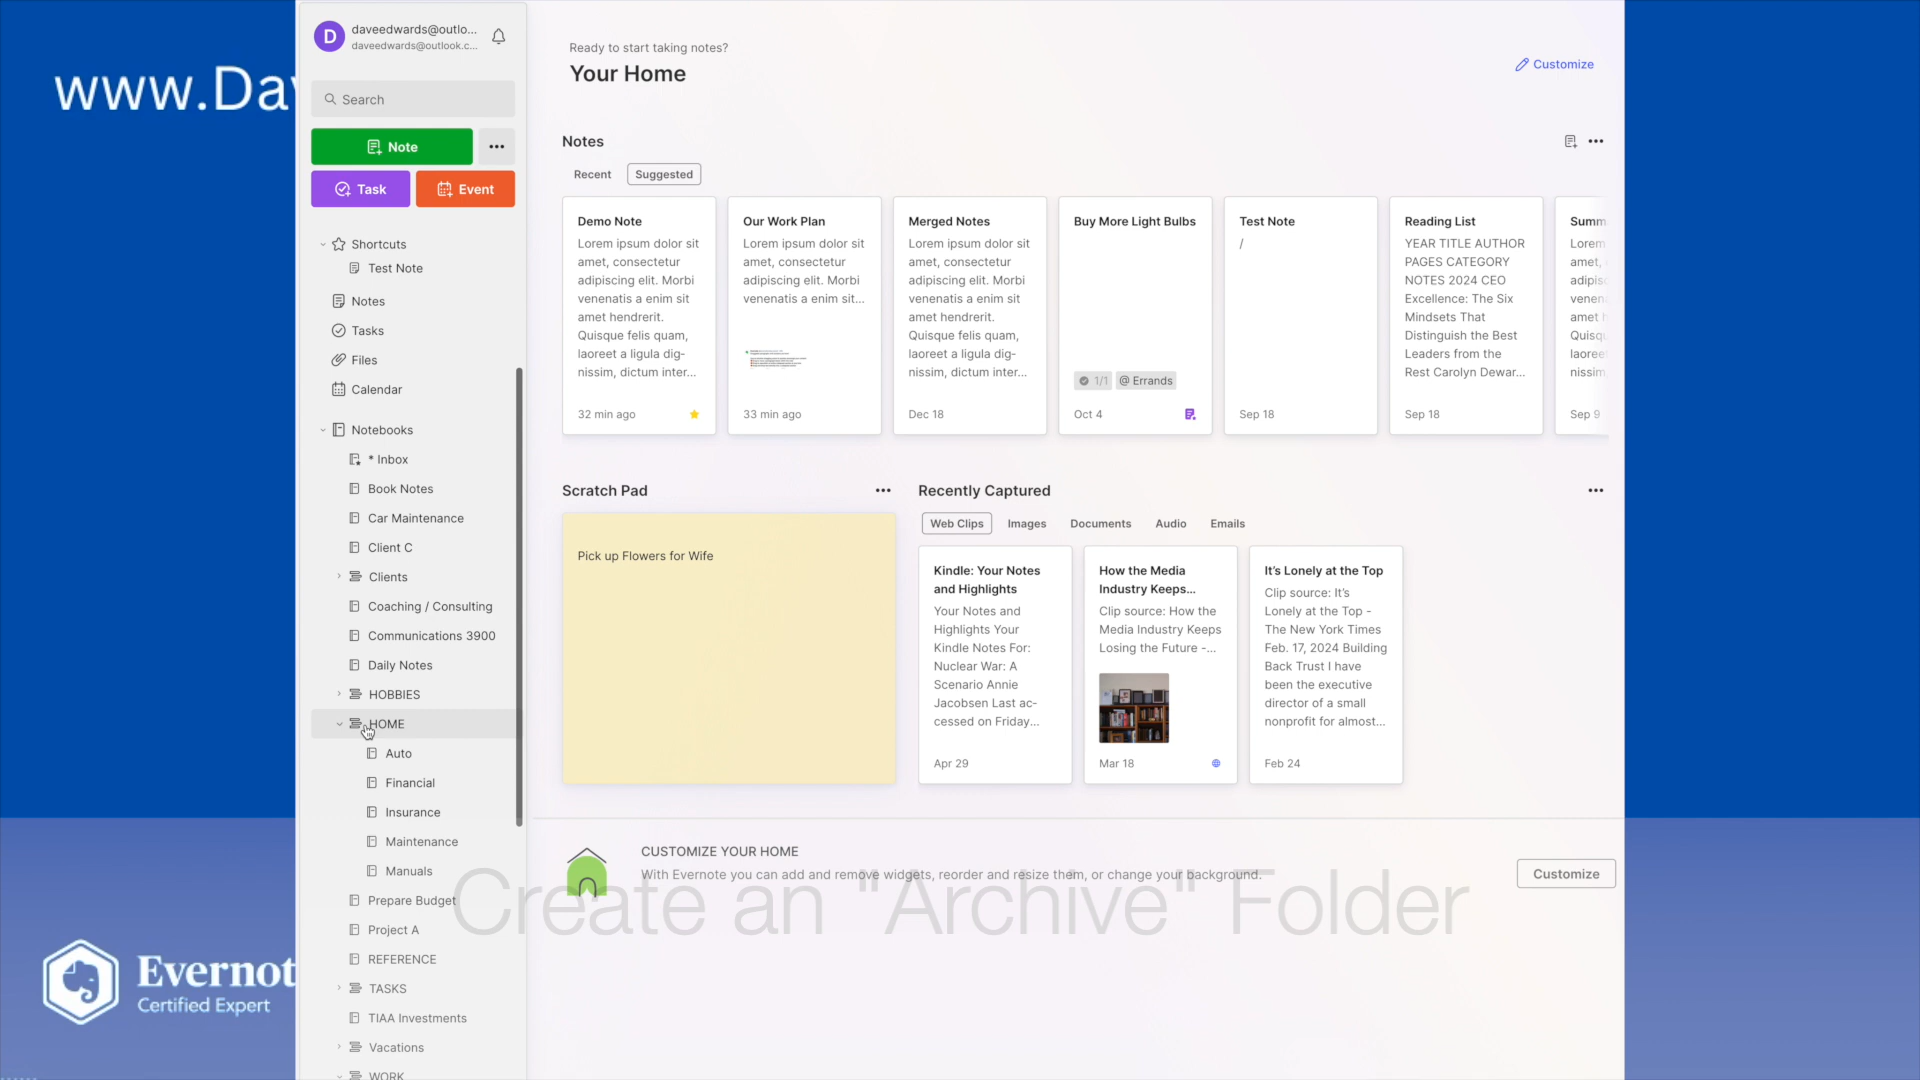 www.Da
D
daveedwards@outlo...
daveedwards@outlook.c...
Search
Note
Task
Event
Shortcuts
Test Note
Notes
Tasks
Files
Calendar
Notebooks
* Inbox
Book Notes
Car Maintenance
Client C
Clients
Coaching / Consulting
Communications 3900
Daily Notes
HOBBIES
HOME
Auto
Financial
Insurance
Maintenance
Manuals
Prepare Budget
Project A
REFERENCE
TASKS
TIAA Investments
Vacations
WORK
Ready to start taking notes?
Your Home
Customize
Notes
Recent
Suggested
Demo Note
Lorem ipsum dolor sit
amet, consectetur
adipiscing elit. Morbi
venenatis a enim sit
amet hendrerit.
Quisque felis quam,
laoreet a ligula dig-
nissim, dictum inter...
32 min ago
Our Work Plan
Lorem ipsum dolor sit
amet, consectetur
adipiscing elit. Morbi
venenatis a enim sit...
33 min ago
Merged Notes
Lorem ipsum dolor sit
amet, consectetur
adipiscing elit. Morbi
venenatis a enim sit
amet hendrerit.
Quisque felis quam,
laoreet a ligula dig-
nissim, dictum inter...
Dec 18
Buy More Light Bulbs
1/1
@ Errands
Oct 4
Test Note
/
Sep 18
Reading List
YEAR TITLE AUTHOR
PAGES CATEGORY
NOTES 2024 CEO
Excellence: The Six
Mindsets That
Distinguish the Best
Leaders from the
Rest Carolyn Dewar...
Sep 18
Summ
Lorem
amet,
adipisc
venen
amet h
Quisqu
laoree
nissim,
Sep 9
Scratch Pad
Pick up Flowers for Wife
Recently Captured
Web Clips
Images
Documents
Audio
Emails
Kindle: Your Notes
and Highlights
Your Notes and
Highlights Your
Kindle Notes For:
Nuclear War: A
Scenario Annie
Jacobsen Last ac-
cessed on Friday...
Apr 29
How the Media
Industry Keeps...
Clip source: How the
Media Industry Keeps
Losing the Future -...
Mar 18
It's Lonely at the Top
Clip source: It's
Lonely at the Top -
The New York Times
Feb. 17, 2024 Building
Back Trust I have
been the executive
director of a small
nonprofit for almost...
Feb 24
CUSTOMIZE YOUR HOME
With Evernote you can add and remove widgets, reorder and resize them, or change your background.
Customize
Create an "Archive" Folder
Evernot
Certified Expert